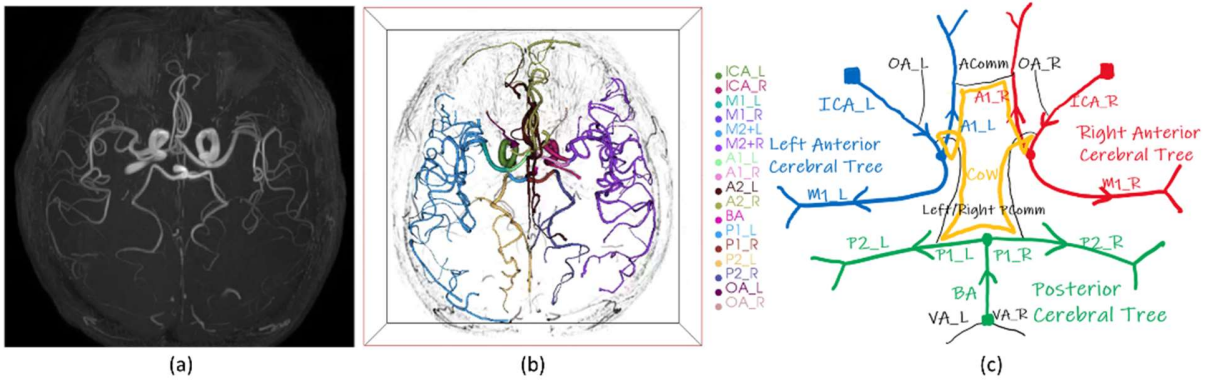 ICA_L
ICA_R
M1_L
M1_R
M2+L
M2+R
A1_L
A1_R
A2_L
A2_R
BA
P1_L
P1_R
P2_L
P2_R
OA_L
OA_R
OA_L
AComm
OA_R
ICA_L
A1_R
ICA_R
A1_L
Left Anterior
Cerebral Tree
Right Anterior
Cerebral Tree
CoW
M1_L
M1_R
Left/Right PComm
P2_L
P1_L
P1_R
P2_R
BA
Posterior
Cerebral Tree
VA_L
VA_R
(a)
(b)
(c)